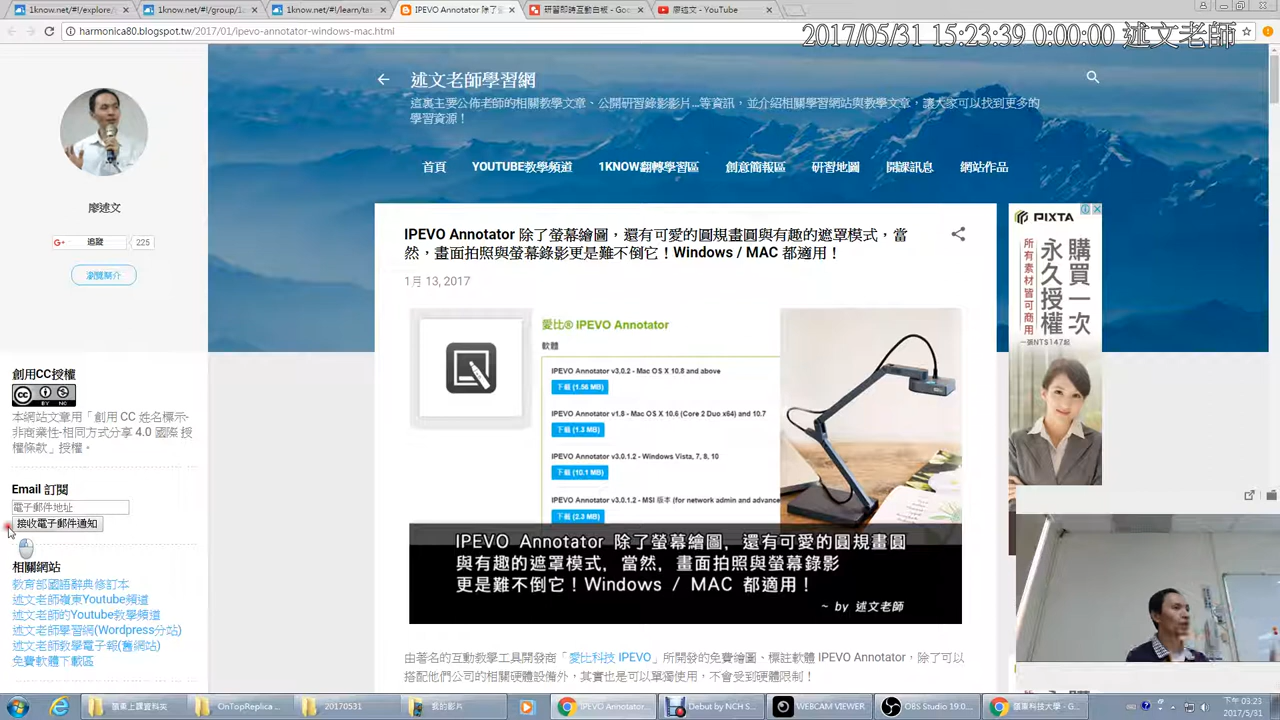 1know.net/#!/explore/
1know.net/#!/group/1
1know.net/#!/learn/ta
IPEVO Annotator 除了螢
研習即時互動白板 - Goo
廖述文 - YouTube
harmonica80.blogspot.tw/2017/01/ipevo-annotator-windows-mac.html
2017/05/31 15:23:39 0:00:00 述文老師
廖述文
追蹤
225
瀏覽簡介
創用CC授權
BY NC
本網站文章用「創用 CC 姓名標示-
非商業性-相同方式分享 4.0 國際 授
權條款」授權。
Email 訂閱
電子郵件地址
接收電子郵件通知
相關網站
教育部國語辭典修訂本
述文老師嶺東Youtube頻道
述文老師的Youtube教學頻道
述文老師學習網(Wordpress分站)
述文老師教學電子報(舊網站)
免費軟體下載區
述文老師學習網
這裏主要公佈老師的相關教學文章、公開研習錄影影片...等資訊,並介紹相關學習網站與教學文章,讓大家可以找到更多的
學習資源!
首頁
YOUTUBE教學頻道
1KNOW翻轉學習區
創意簡報區
研習地圖
開課訊息
網站作品
IPEVO Annotator 除了螢幕繪圖,還有可愛的圓規畫圓與有趣的遮罩模式,當
然,畫面拍照與螢幕錄影更是難不倒它!Windows / MAC 都適用!
1月 13, 2017
愛比® IPEVO Annotator
軟體
IPEVO Annotator v3.0.2 - Mac OS X 10.8 and above
下載 (1.56 MB)
IPEVO Annotator v1.8 - Mac OS X 10.6 (Core 2 Duo x64) and 10.7
下載 (1.3 MB)
IPEVO Annotator v3.0.1.2 - Windows Vista, 7, 8, 10
下載 (10.1 MB)
IPEVO Annotator v3.0.1.2 - MSI 版本 (for network admin and advance
下載 (2.3 MB)
IPEVO Annotator 除了螢幕繪圖, 還有可愛的圓規畫圓
與有趣的遮罩模式, 當然, 畫面拍照與螢幕錄影
更是難不倒它!Windows / MAC 都適用!
~ by 述文老師
由著名的互動教學工具開發商「愛比科技 IPEVO」所開發的免費繪圖、標註軟體 IPEVO Annotator,除了可以
搭配他們公司的相關硬體設備外,其實也是可以單獨使用,不會受到硬體限制!
PIXTA
購買一次
永久授權
所有素材皆可商用
一張NT$147起
嶺東上課資料夾
OnTopReplica ...
20170531
我的影片
IPEVO Annotator...
Debut by NCH S...
WEBCAM VIEWER...
OBS Studio 19.0....
嶺東科技大學 - G...
下午 03:23
2017/5/31